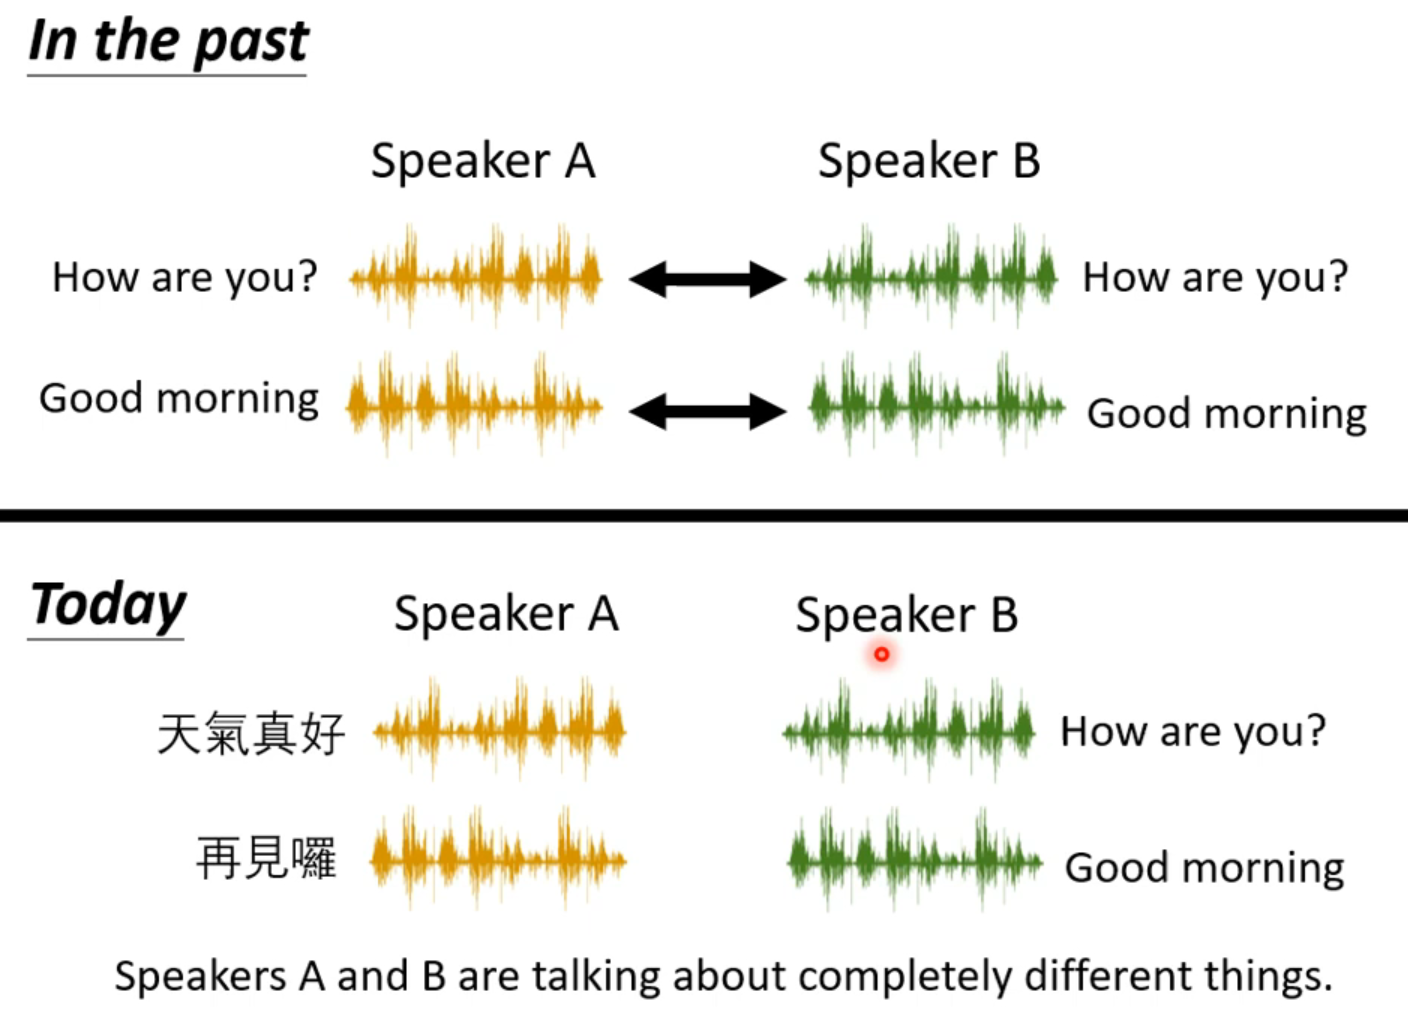 In the past
Speaker A
Speaker B
How are you?
How are you?
Good morning
Good morning
Today
Speaker A
Speaker B
天氣真好
How are you?
再見囉
Good morning
Speakers A and B are talking about completely different things.